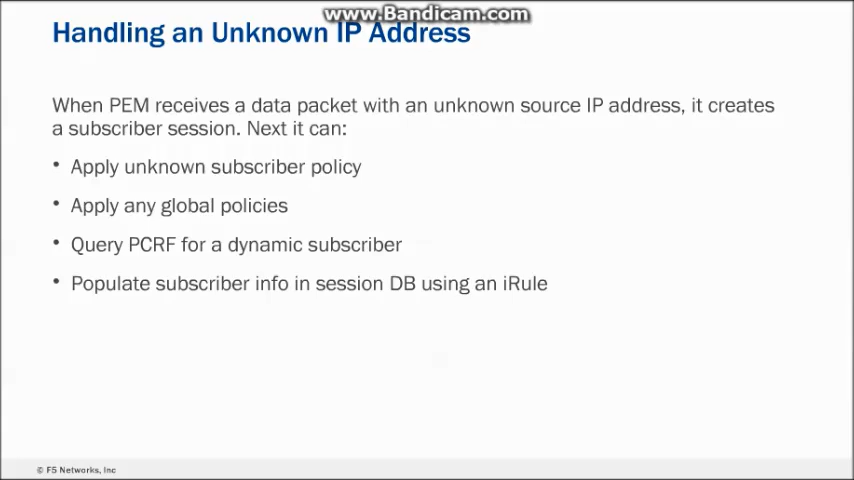 www.Bandicam.com
Handling an Unknown IP Address
When PEM receives a data packet with an unknown source IP address, it creates
a subscriber session. Next it can:
• Apply unknown subscriber policy
• Apply any global policies
• Query PCRF for a dynamic subscriber
• Populate subscriber info in session DB using an iRule
© F5 Networks, Inc